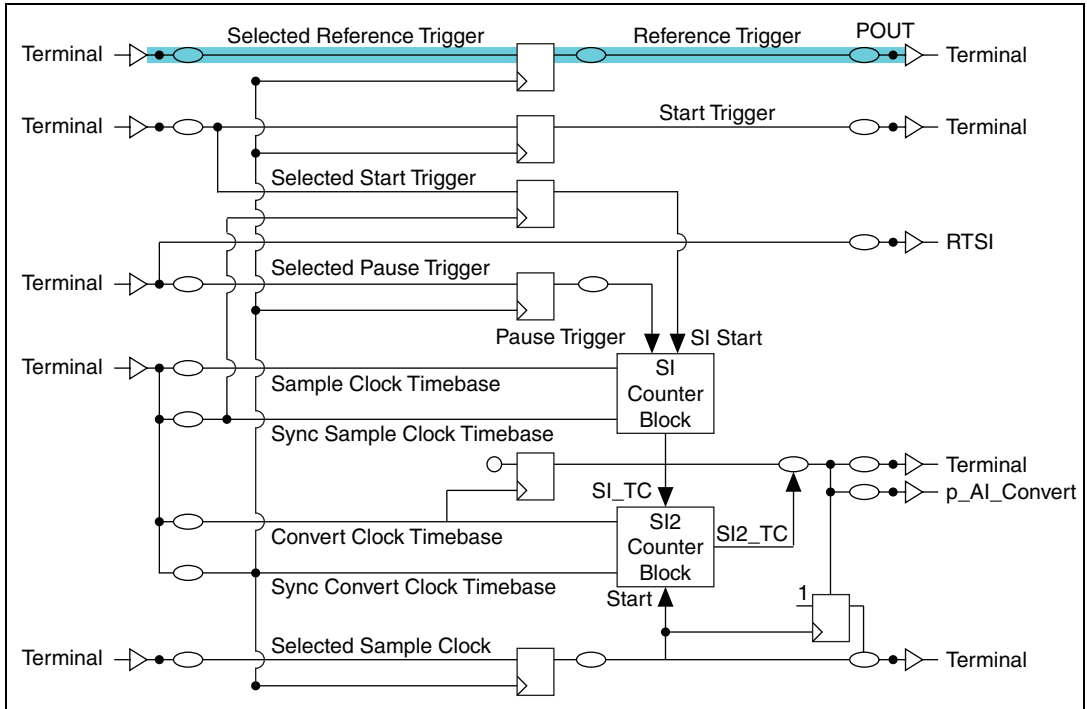 Terminal
Selected Reference Trigger
Reference Trigger
POUT
Terminal
Terminal
Start Trigger
Terminal
Selected Start Trigger
RTSI
Terminal
Selected Pause Trigger
Pause Trigger
SI Start
Terminal
Sample Clock Timebase
SI
Counter
Block
Sync Sample Clock Timebase
Terminal
SI_TC
p_AI_Convert
Convert Clock Timebase
SI2
Counter
Block
SI2_TC
Sync Convert Clock Timebase
Start
1
Terminal
Selected Sample Clock
Terminal